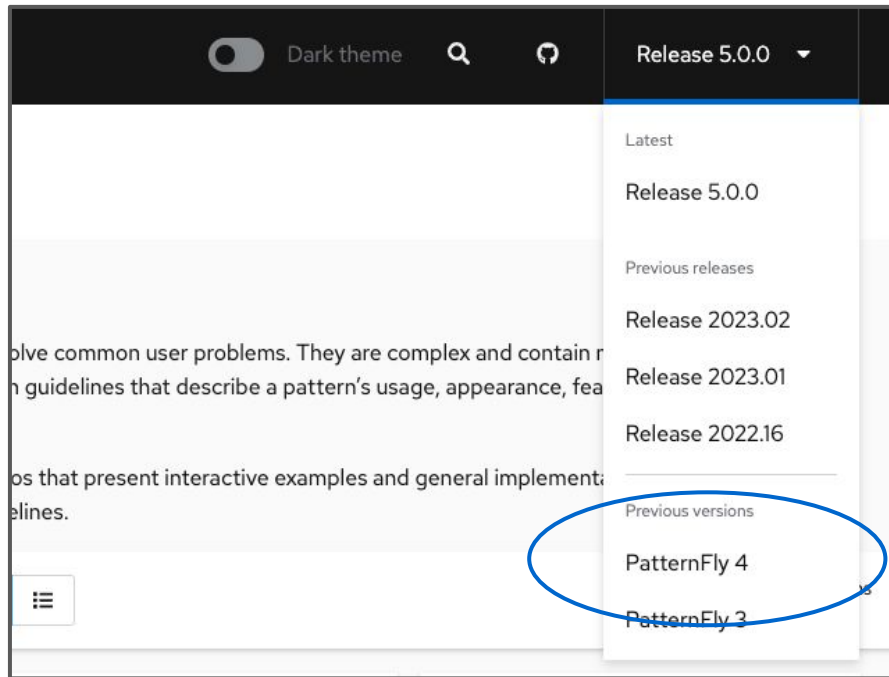 Dark theme
Release 5.0.0
Latest
Release 5.0.0
Previous releases
Release 2023.02
Release 2023.01
Release 2022.16
Previous versions
PatternFly 4
PatternFly 3
olve common user problems. They are complex and contain
guidelines that describe a pattern's usage, appearance, fea
os that present interactive examples and general implementa
elines.